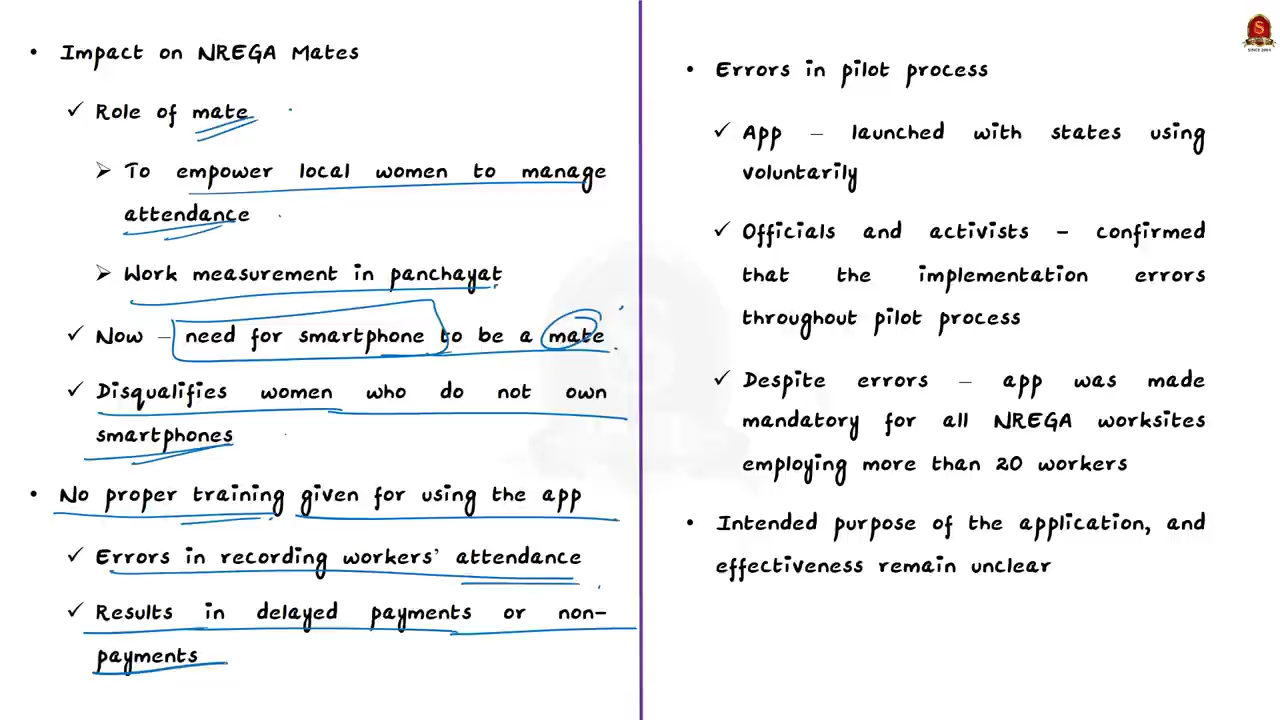 • Impact on NREGA Mates
✓ Role of mate
➢ To empower local women to manage
attendance
➢ Work measurement in panchayat
✓ Now – need for smartphone to be a mate
✓ Disqualifies women who do not own
smartphones
• No proper training given for using the app
✓ Errors in recording workers' attendance
✓ Results in delayed payments or non-
payments
• Errors in pilot process
✓ App – launched with states using
voluntarily
✓ Officials and activists - confirmed
that the implementation errors
throughout pilot process
✓ Despite errors – app was made
mandatory for all NREGA worksites
employing more than 20 workers
• Intended purpose of the application, and
effectiveness remain unclear
S
SINCE 2004